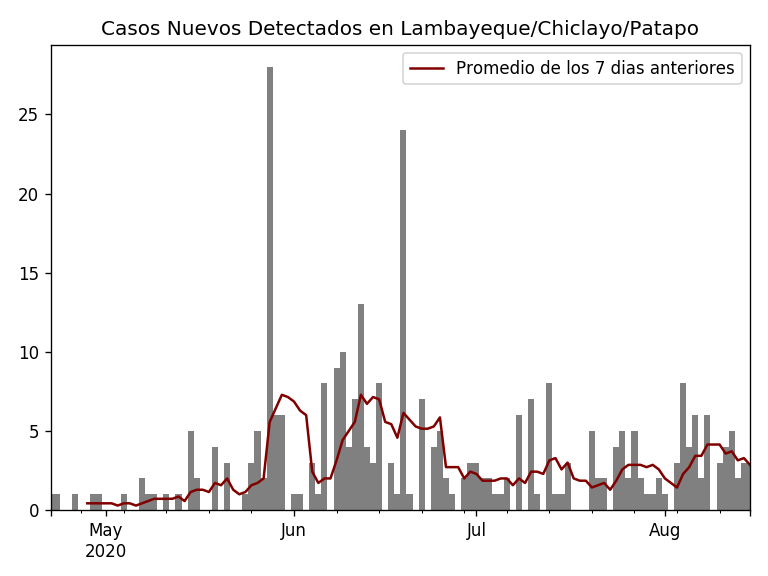 Casos Nuevos Detectados en Lambayeque/Chiclayo/Patapo
Promedio de los 7 dias anteriores
25
20
15
10
5
0
May Jun Jul Aug
2020